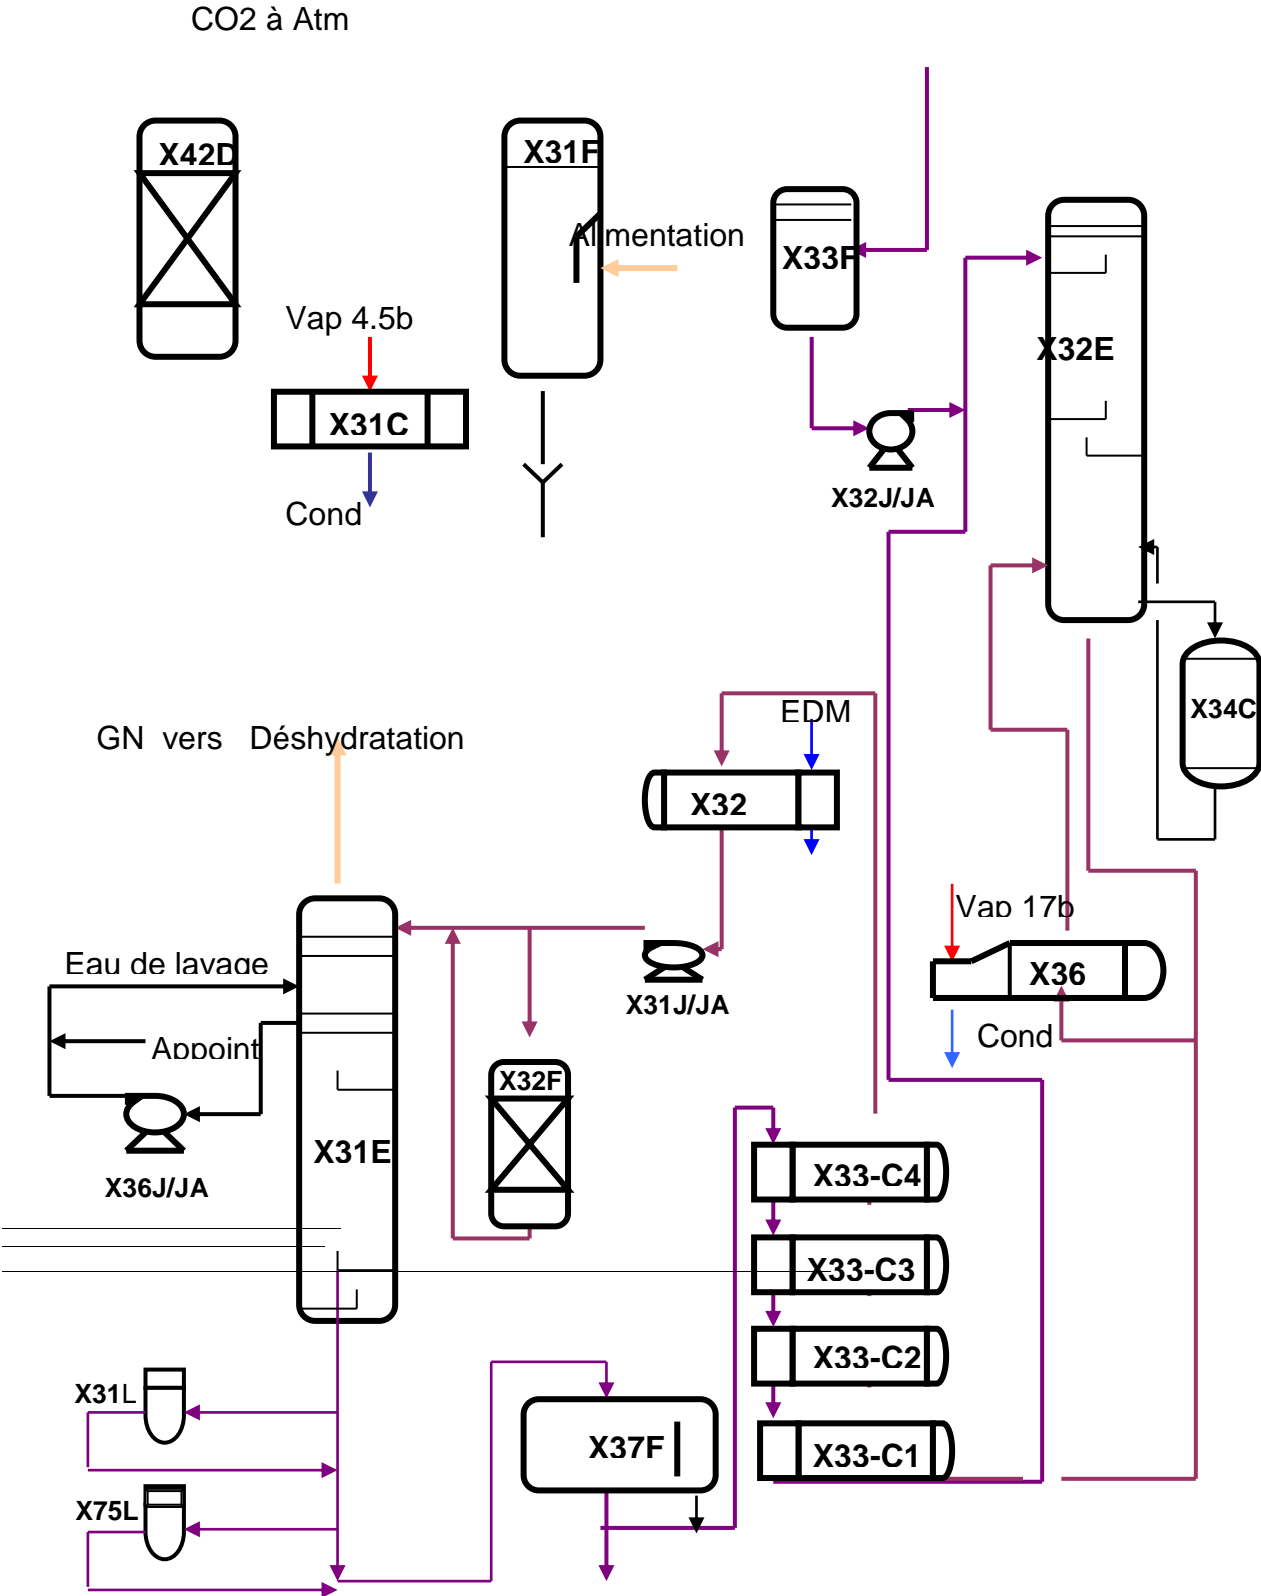 CO2 à Atm
X42D
X31F
Alimentation
X33F
X32E
Vap 4.5b
X31C
Cond
X32J/JA
X34C
EDM
GN vers Déshydratation
X32
Vap 17b
X36
Cond
Eau de lavage
X31J/JA
Appoint
X32F
X31E
X36J/JA
X33-C4
X33-C3
X33-C2
X31L
X37F
X33-C1
X75L